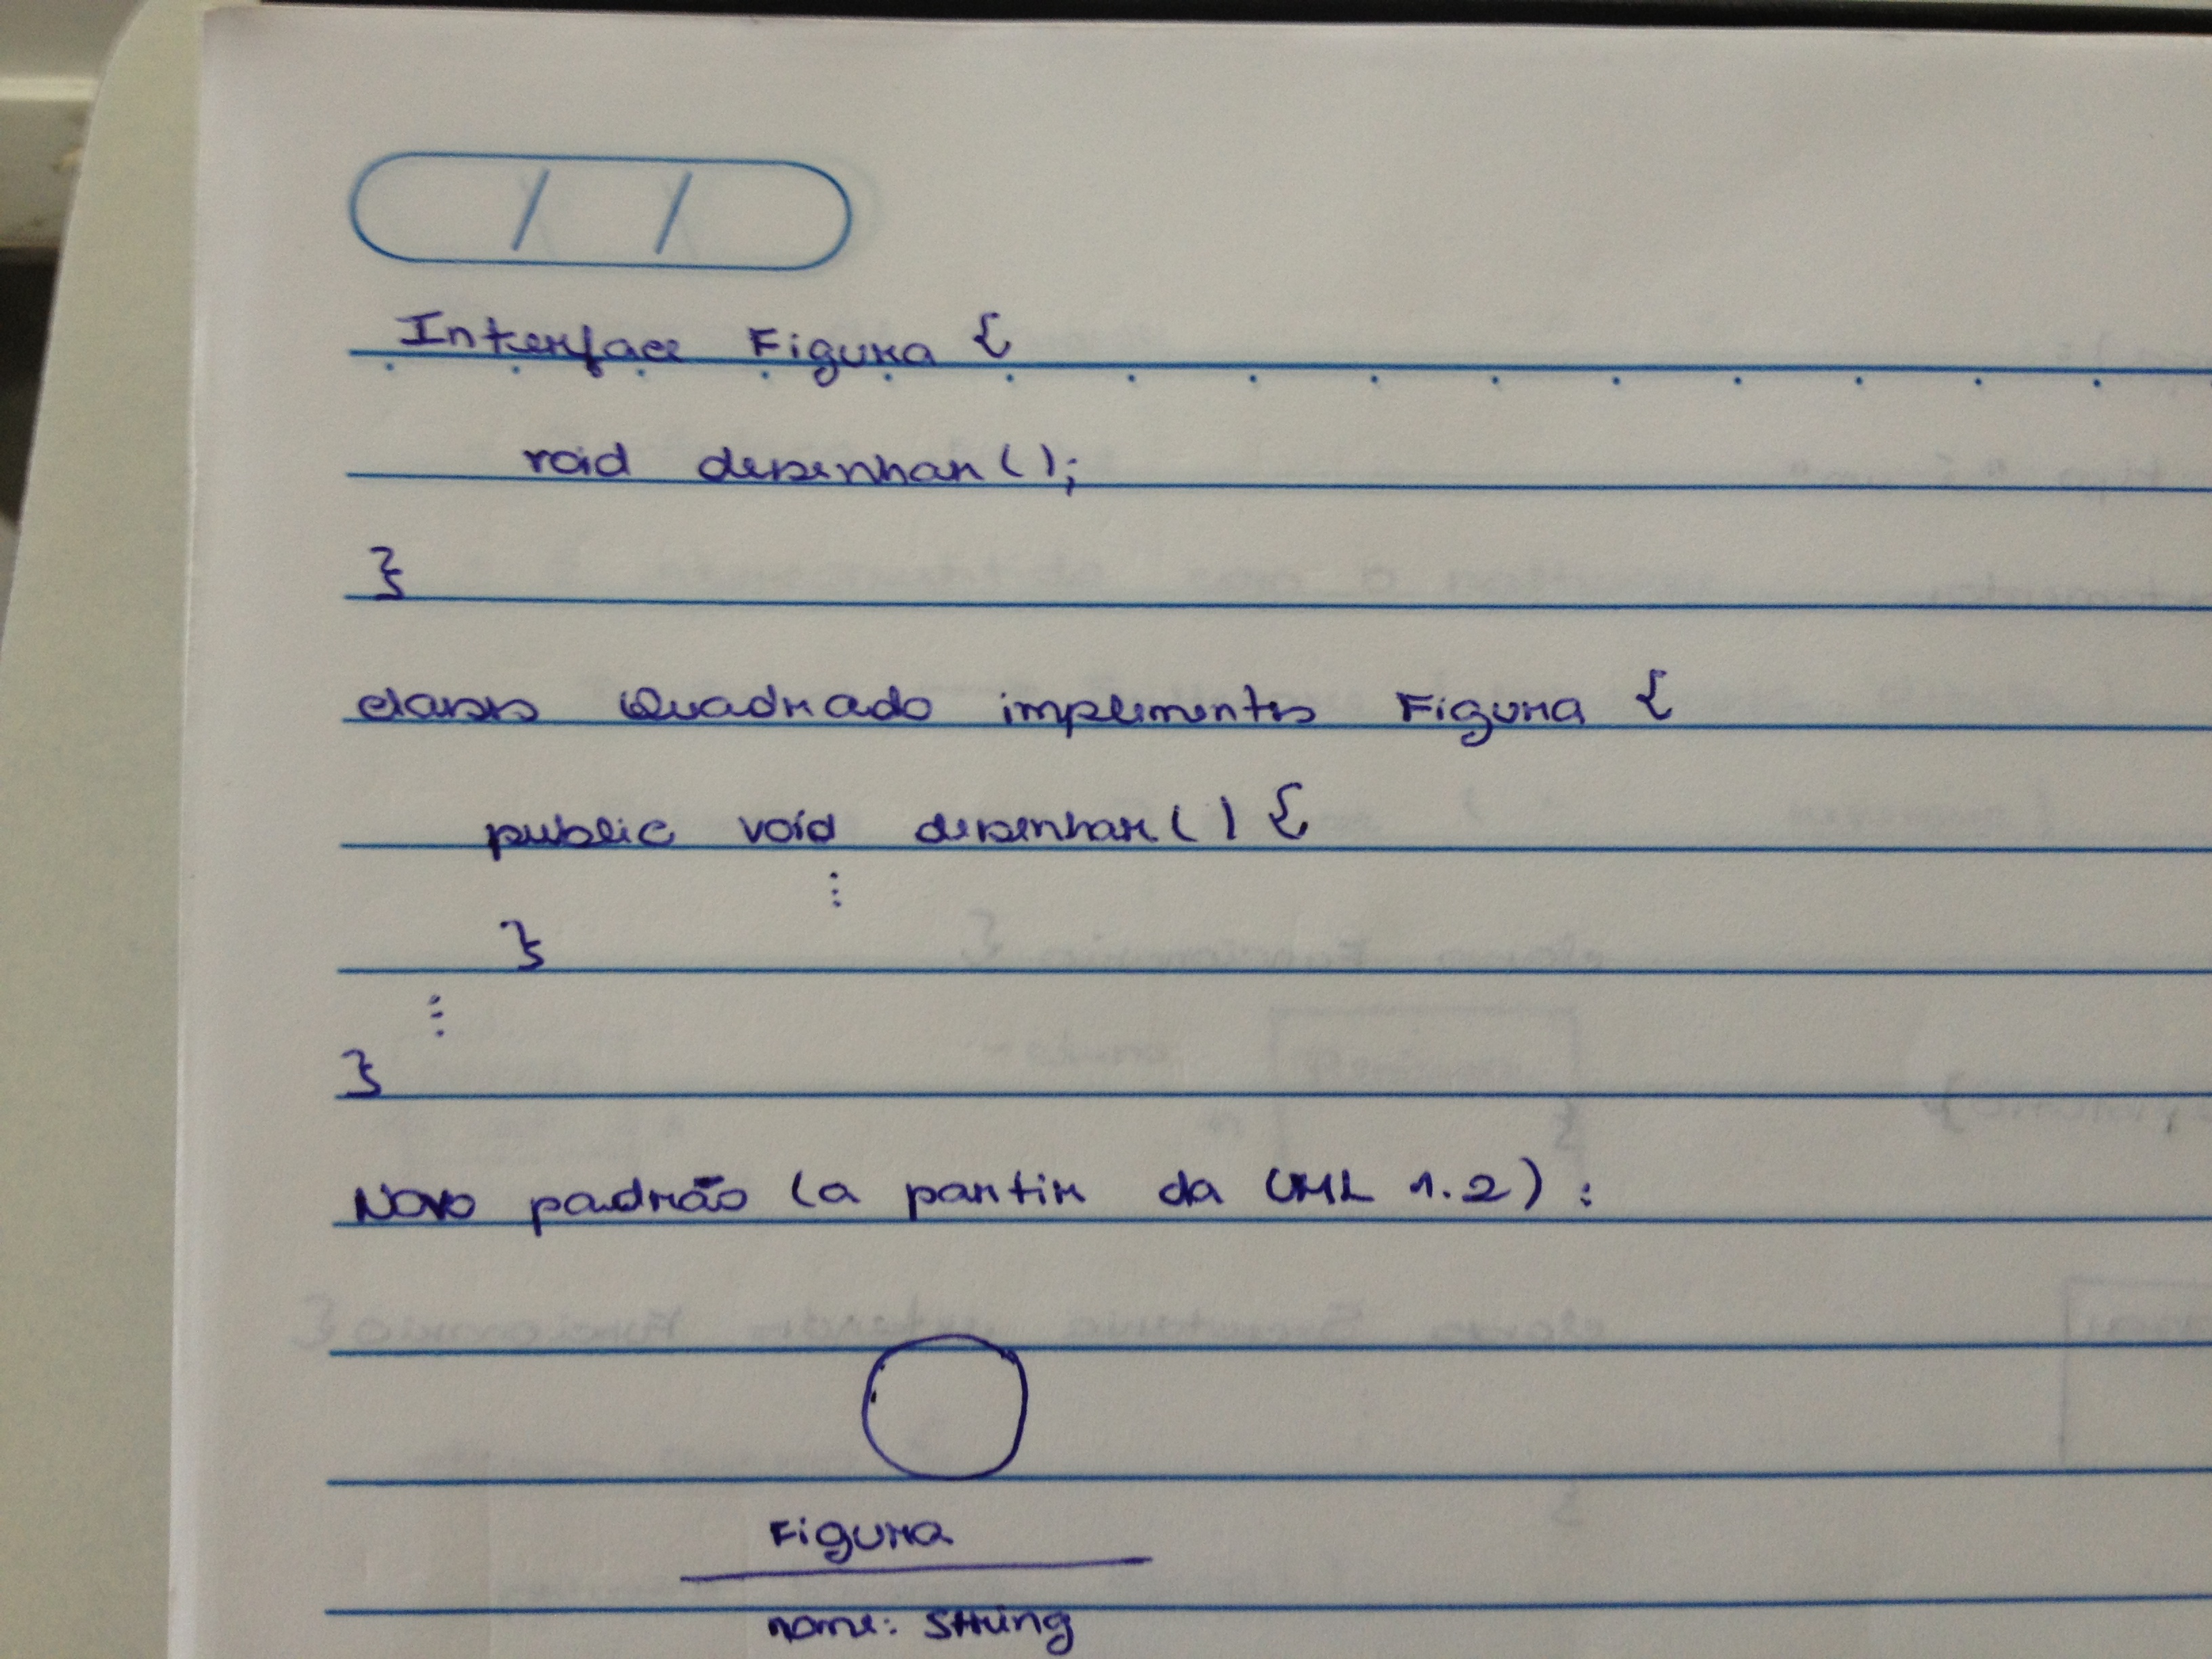 / /
Interface Figura {
void desenhar();
}
class Quadrado implements Figura {
public void desenhar() {
⋮
}
⋮
}
Novo padrão (a partir da UML 1.2) :
Figura
nome: String